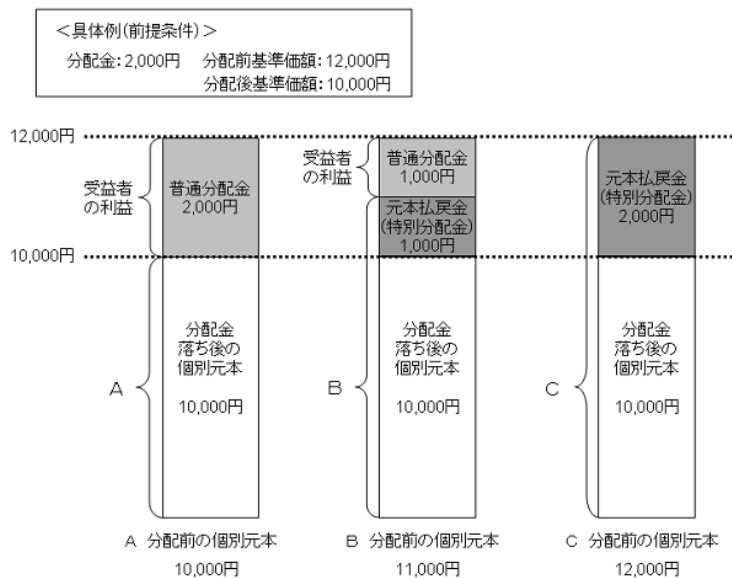 ＜具体例(前提条件)＞
分配金：2,000円　分配前基準価額：12,000円
分配後基準価額：10,000円
12,000円
10,000円
受益者
の利益
普通分配金
2,000円
分配金
落ち後の
個別元本
10,000円
A
A 分配前の個別元本
10,000円
受益者
の利益
普通分配金
1,000円
元本払戻金
(特別分配金)
1,000円
分配金
落ち後の
個別元本
10,000円
B
B 分配前の個別元本
11,000円
元本払戻金
(特別分配金)
2,000円
分配金
落ち後の
個別元本
10,000円
C
C 分配前の個別元本
12,000円